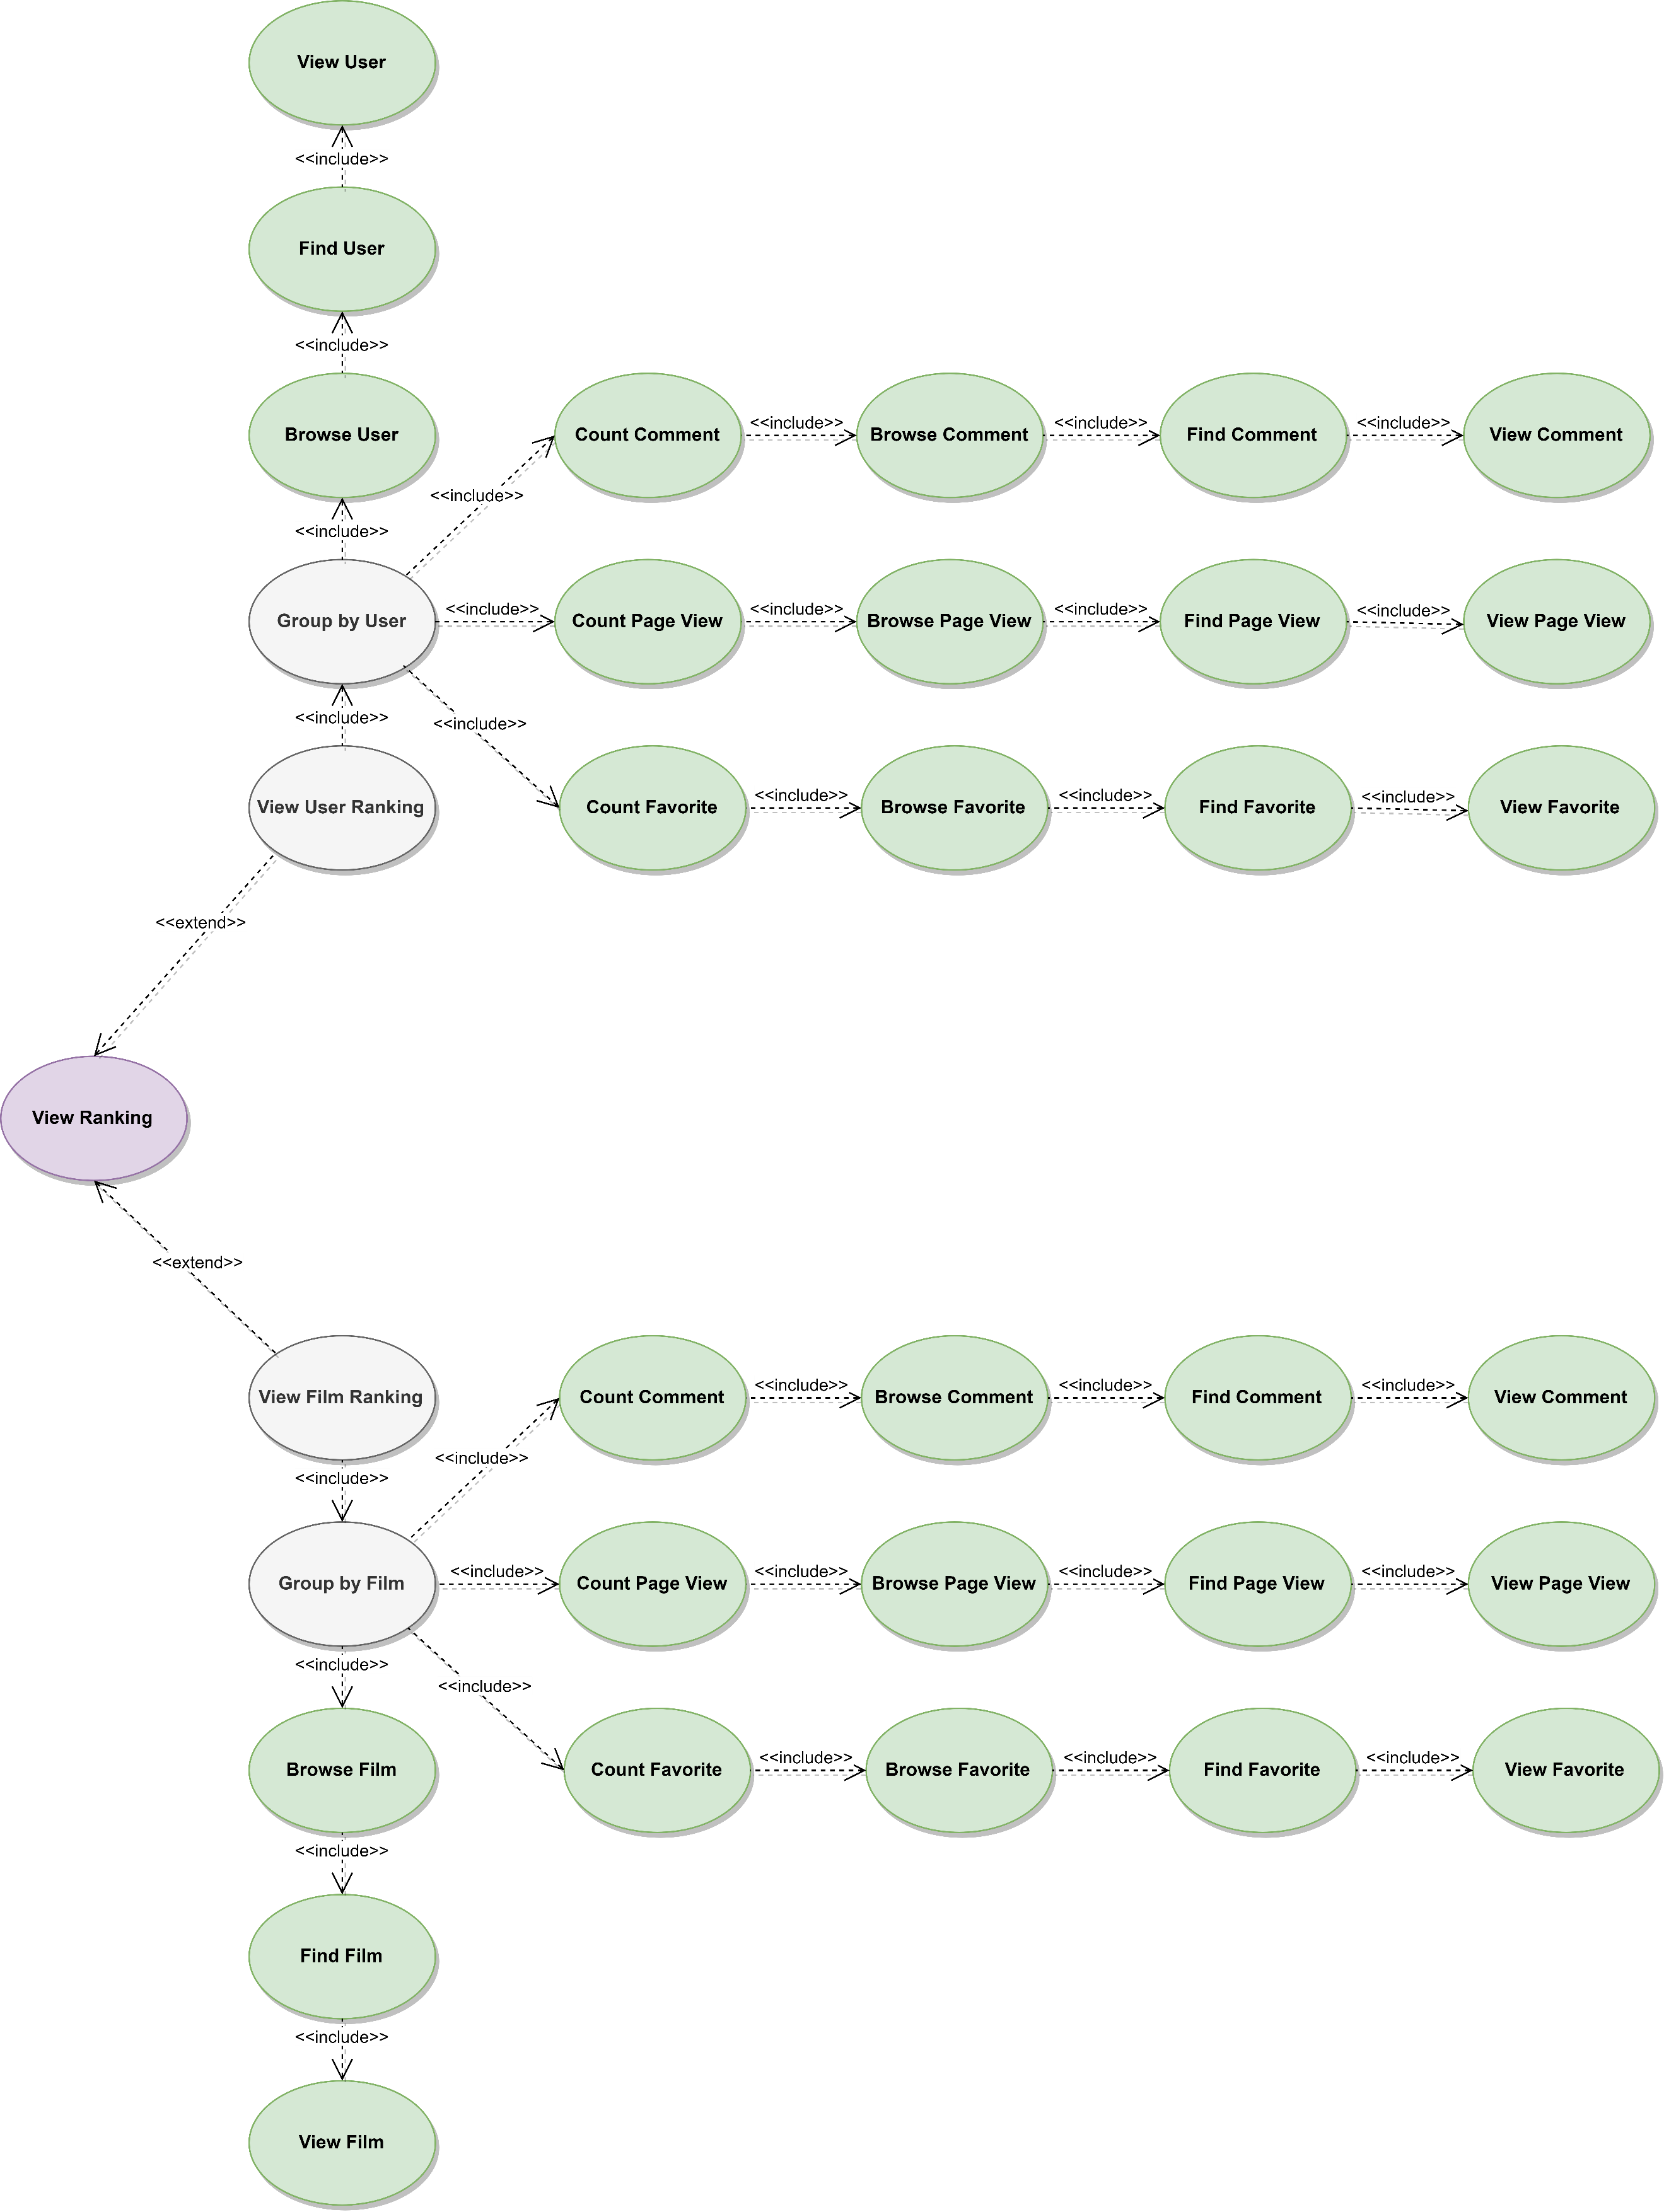 View User
<<include>>
Find User
<<include>>
Browse User
Count Comment
<<include>>
Browse Comment
<<include>>
Find Comment
<<include>>
View Comment
<<include>>
<<include>>
Group by User
<<include>>
Count Page View
<<include>>
Browse Page View
<<include>>
Find Page View
<<include>>
View Page View
<<include>>
<<include>>
View User Ranking
Count Favorite
<<include>>
Browse Favorite
<<include>>
Find Favorite
<<include>>
View Favorite
<<extend>>
View Ranking
<<extend>>
View Film Ranking
Count Comment
<<include>>
Browse Comment
<<include>>
Find Comment
<<include>>
View Comment
<<include>>
<<include>>
Group by Film
<<include>>
Count Page View
<<include>>
Browse Page View
<<include>>
Find Page View
<<include>>
View Page View
<<include>>
<<include>>
Browse Film
Count Favorite
<<include>>
Browse Favorite
<<include>>
Find Favorite
<<include>>
View Favorite
<<include>>
Find Film
<<include>>
View Film